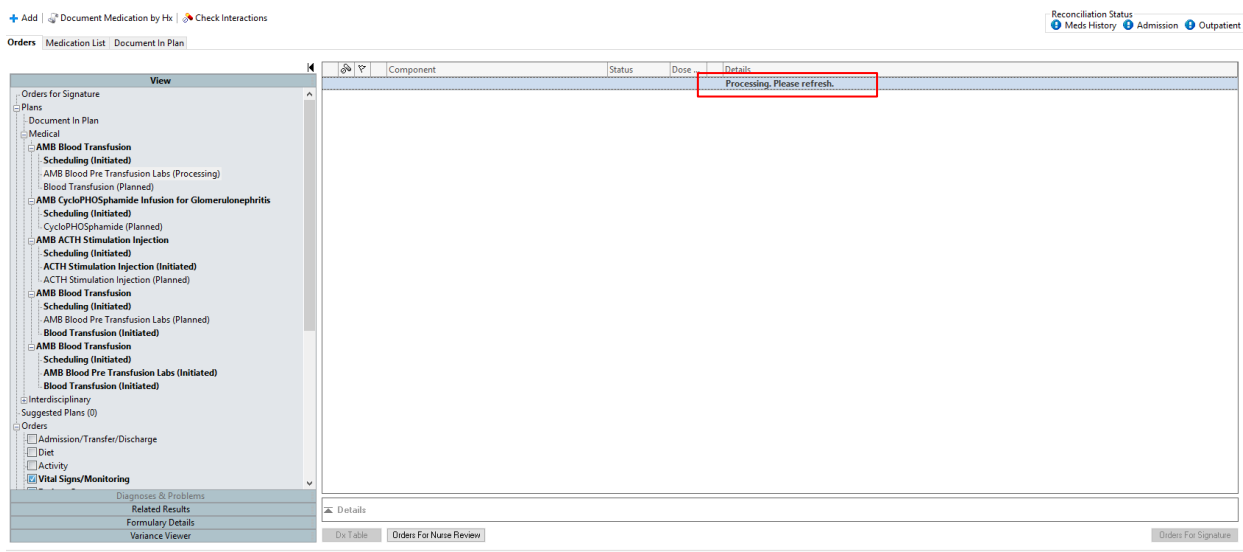 Add Document Medication by Hx Check Interactions
Reconciliation Status
Meds History Admission Outpatient
Orders Medication List Document In Plan
View
Orders for Signature
Plans
Document In Plan
Medical
AMB Blood Transfusion
Scheduling (Initiated)
AMB Blood Pre Transfusion Labs (Processing)
Blood Transfusion (Planned)
AMB CycloPHOSphamide Infusion for Glomerulonephritis
Scheduling (Initiated)
CycloPHOSphamide (Planned)
AMB ACTH Stimulation Injection
Scheduling (Initiated)
ACTH Stimulation Injection (Initiated)
ACTH Stimulation Injection (Planned)
AMB Blood Transfusion
Scheduling (Initiated)
AMB Blood Pre Transfusion Labs (Planned)
Blood Transfusion (Initiated)
AMB Blood Transfusion
Scheduling (Initiated)
AMB Blood Pre Transfusion Labs (Initiated)
Blood Transfusion (Initiated)
Interdisciplinary
Suggested Plans (0)
Orders
Admission/Transfer/Discharge
Diet
Activity
Vital Signs/Monitoring
Diagnoses & Problems
Related Results
Formulary Details
Variance Viewer
Component Status Dose ... Details
Processing. Please refresh.
Details
Dx Table Orders For Nurse Review Orders For Signature